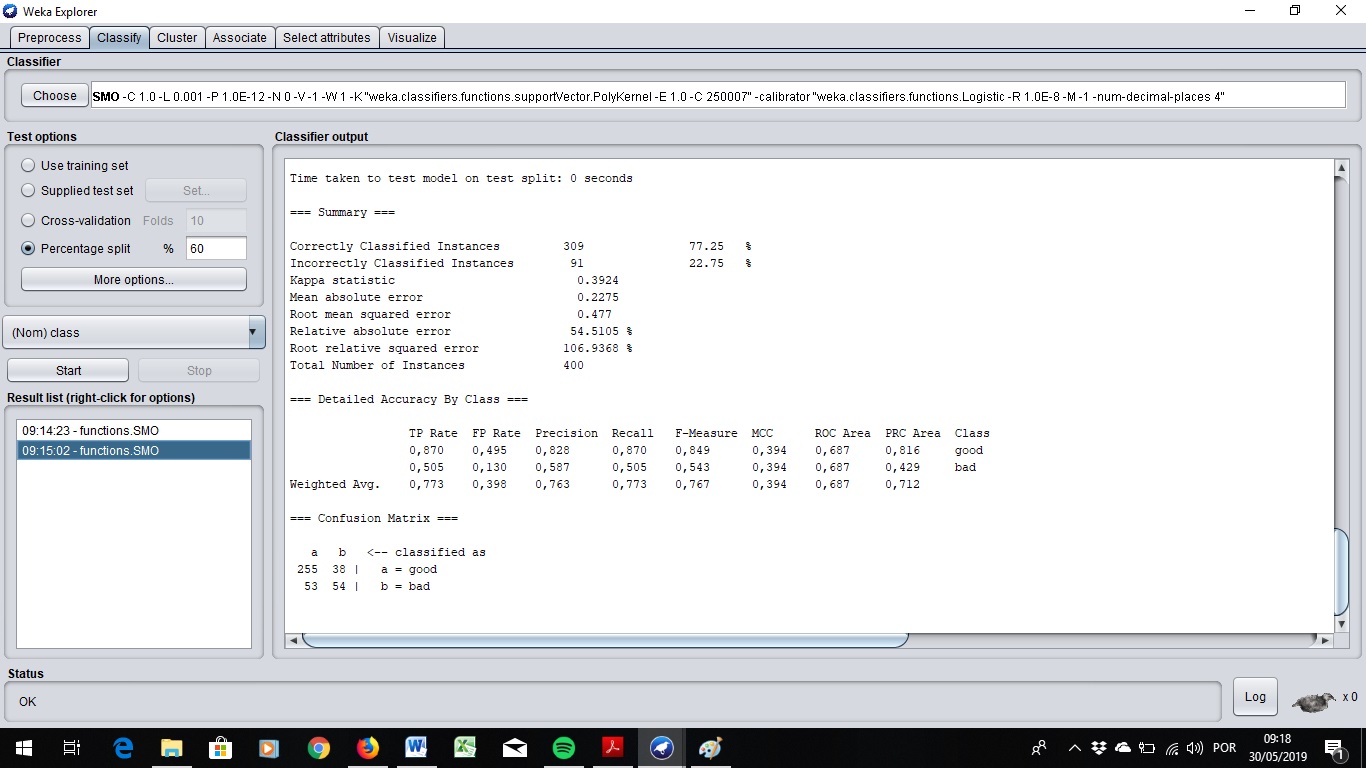 Weka Explorer
Preprocess Classify Cluster Associate Select attributes Visualize
Classifier
Choose SMO -C 1.0 -L 0.001 -P 1.0E-12 -N 0 -V -1 -W 1 -K "weka.classifiers.functions.supportVector.PolyKernel -E 1.0 -C 250007" -calibrator "weka.classifiers.functions.Logistic -R 1.0E-8 -M -1 -num-decimal-places 4"
Test options
Use training set
Supplied test set Set...
Cross-validation Folds 10
Percentage split % 60
More options...
(Nom) class
Start Stop
Result list (right-click for options)
09:14:23 - functions.SMO
09:15:02 - functions.SMO
Classifier output
Time taken to test model on test split: 0 seconds
=== Summary ===
Correctly Classified Instances 309 77.25 %
Incorrectly Classified Instances 91 22.75 %
Kappa statistic 0.3924
Mean absolute error 0.2275
Root mean squared error 0.477
Relative absolute error 54.5105 %
Root relative squared error 106.9368 %
Total Number of Instances 400
=== Detailed Accuracy By Class ===
TP Rate FP Rate Precision Recall F-Measure MCC ROC Area PRC Area Class
0,870 0,495 0,828 0,870 0,849 0,394 0,687 0,816 good
0,505 0,130 0,587 0,505 0,543 0,394 0,687 0,429 bad
Weighted Avg. 0,773 0,398 0,763 0,773 0,767 0,394 0,687 0,712
=== Confusion Matrix ===
a b <-- classified as
255 38 | a = good
53 54 | b = bad
Status
OK
Log x 0
POR
09:18
30/05/2019
1